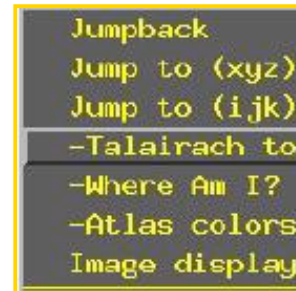 Jumpback
Jump to (xyz)
Jump to (ijk)
-Talairach to
-Where Am I?
-Atlas colors
Image display